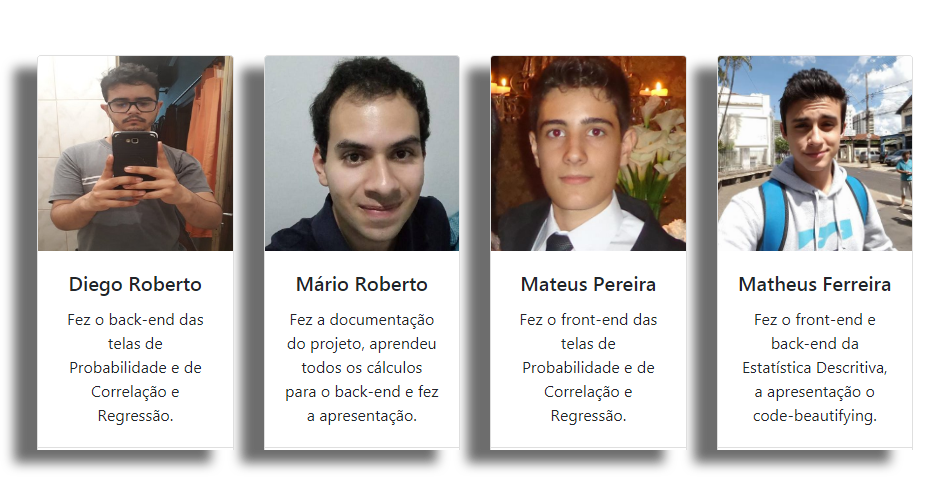 Diego Roberto
Fez o back-end das
telas de
Probabilidade e de
Correlação e
Regressão.
Mário Roberto
Fez a documentação
do projeto, aprendeu
todos os cálculos
para o back-end e fez
a apresentação.
Mateus Pereira
Fez o front-end das
telas de
Probabilidade e de
Correlação e
Regressão.
Matheus Ferreira
Fez o front-end e
back-end da
Estatística Descritiva,
a apresentação o
code-beautifying.